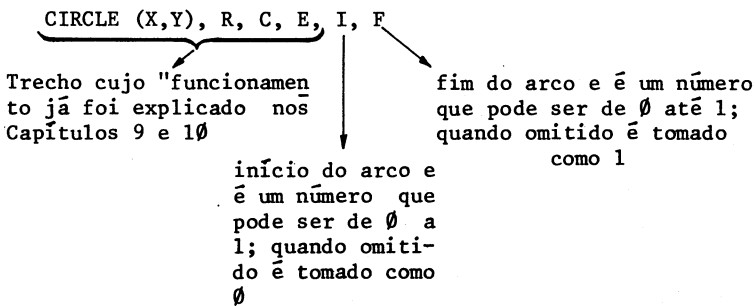 CIRCLE (X,Y), R, C, E, I, F
Trecho cujo "funcionamen
to já foi explicado nos
Capítulos 9 e 1Ø
fim do arco e é um número
que pode ser de Ø até 1;
quando omitido é tomado
como 1
início do arco e
é um número que
pode ser de Ø a
1; quando omiti-
do é tomado como
Ø